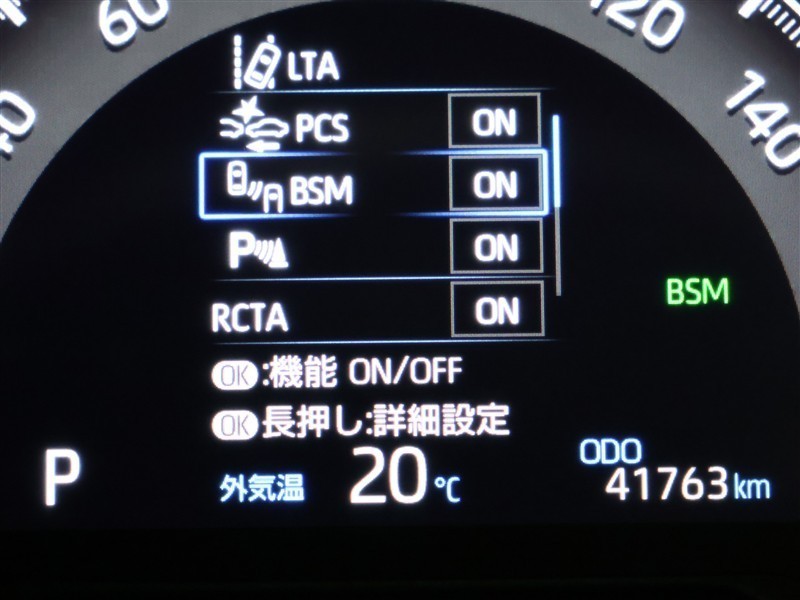 60
120
40
140
LTA
PCS ON
BSM ON
P ON
RCTA ON
BSM
OK:機能 ON/OFF
OK長押し:詳細設定
P
外気温 20℃
ODO
41763km